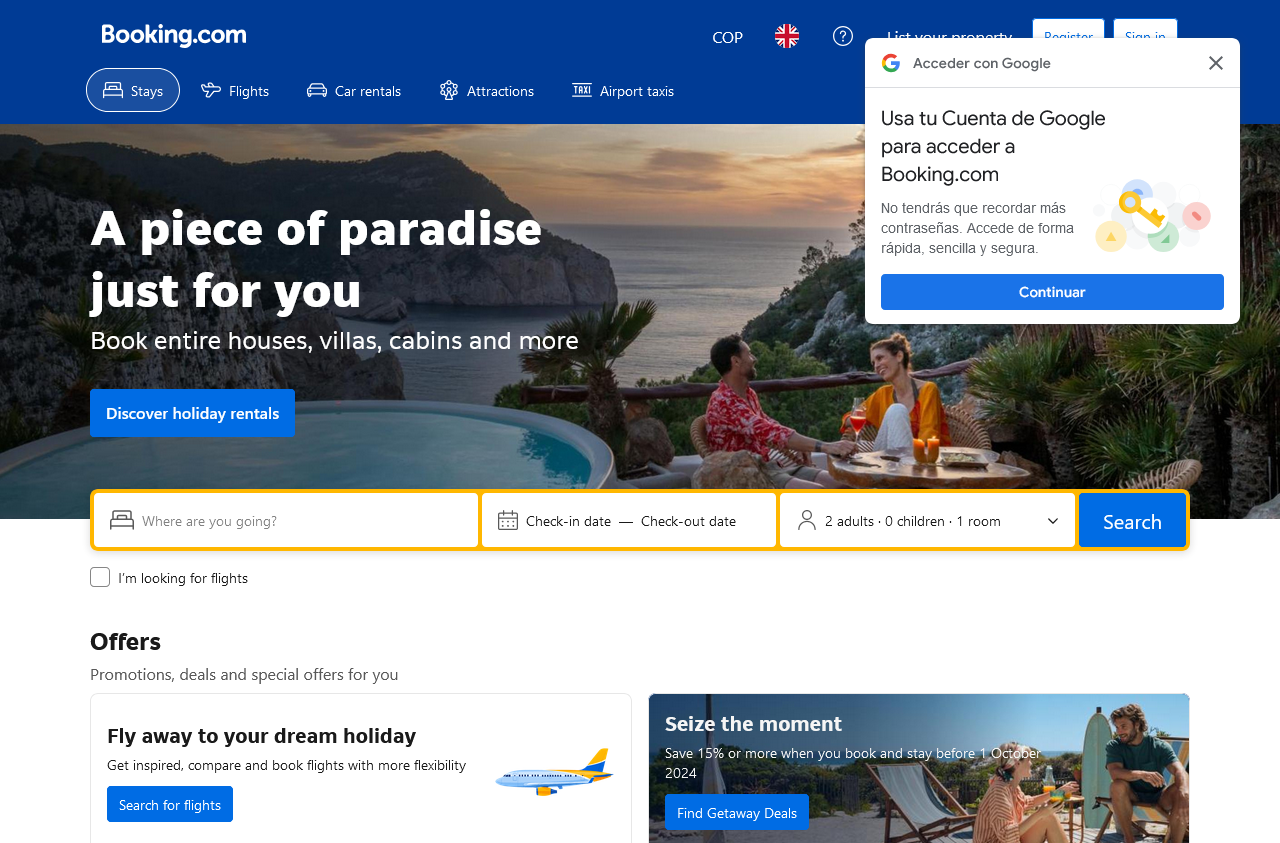 Booking.com
COP
List your property
Register
Sign in
Stays
Flights
Car rentals
Attractions
TAXI
Airport taxis
Acceder con Google
Usa tu Cuenta de Google
para acceder a
Booking.com
No tendrás que recordar más
contraseñas. Accede de forma
rápida, sencilla y segura.
Continuar
A piece of paradise
just for you
Book entire houses, villas, cabins and more
Discover holiday rentals
Where are you going?
Check-in date — Check-out date
2 adults · 0 children · 1 room
Search
I'm looking for flights
Offers
Promotions, deals and special offers for you
Fly away to your dream holiday
Get inspired, compare and book flights with more flexibility
Search for flights
Seize the moment
Save 15% or more when you book and stay before 1 October
2024
Find Getaway Deals